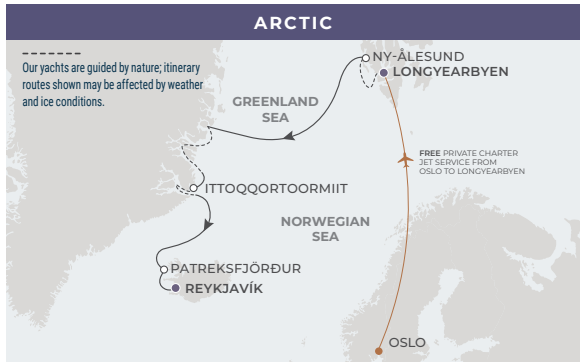 ARCTIC
Our yachts are guided by nature; itinerary
routes shown may be affected by weather
and ice conditions.
NY-ÅLESUND
LONGYEARBYEN
GREENLAND
SEA
FREE PRIVATE CHARTER
JET SERVICE FROM
OSLO TO LONGYEARBYEN
ITTOQQORTOORMIIT
NORWEGIAN
SEA
PATREKSFJÖRÐUR
REYKJAVÍK
OSLO